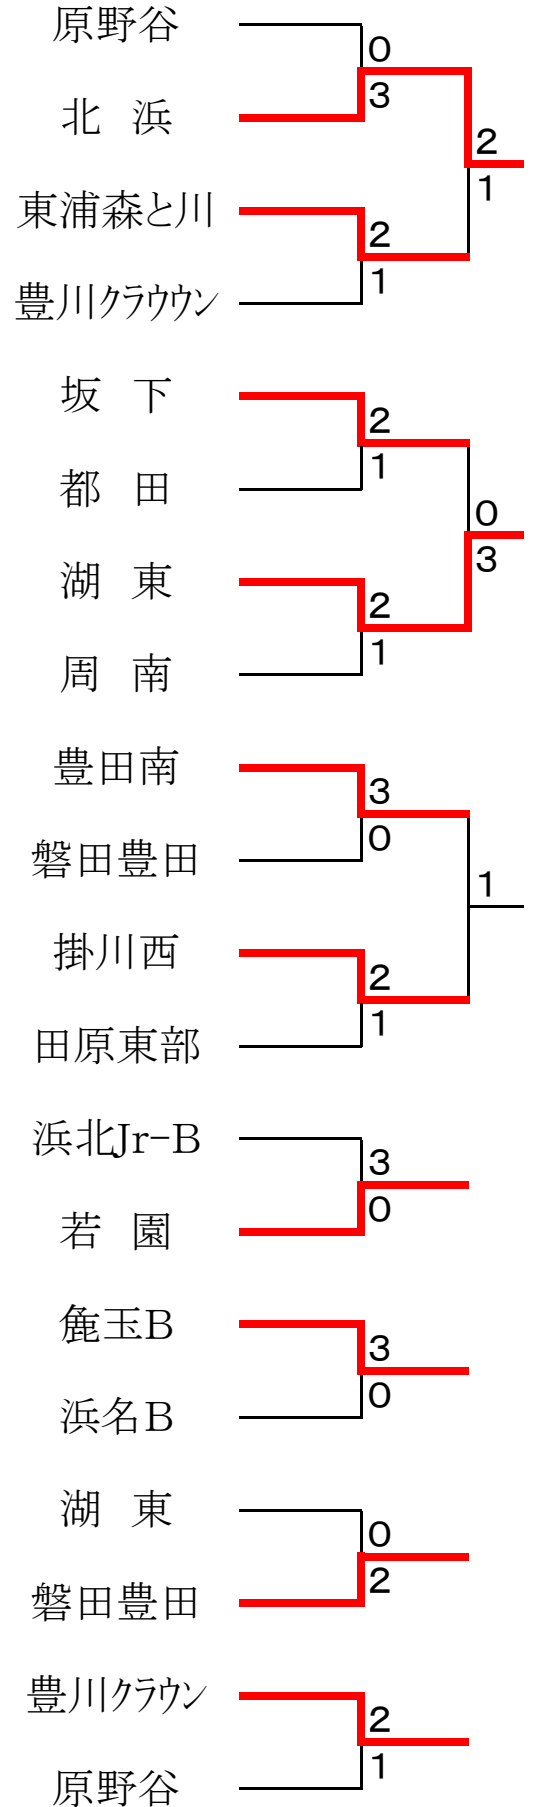 原野谷
0
北　浜
3
2
東浦森と川
1
2
豊川クラウウン
1
坂　下
2
都　田
1
0
湖　東
3
2
周　南
1
豊田南
3
磐田豊田
0
1
掛川西
2
田原東部
1
浜北Jr-B
3
若　園
0
麁玉B
3
浜名B
0
湖　東
0
磐田豊田
2
豊川クラウン
2
原野谷
1